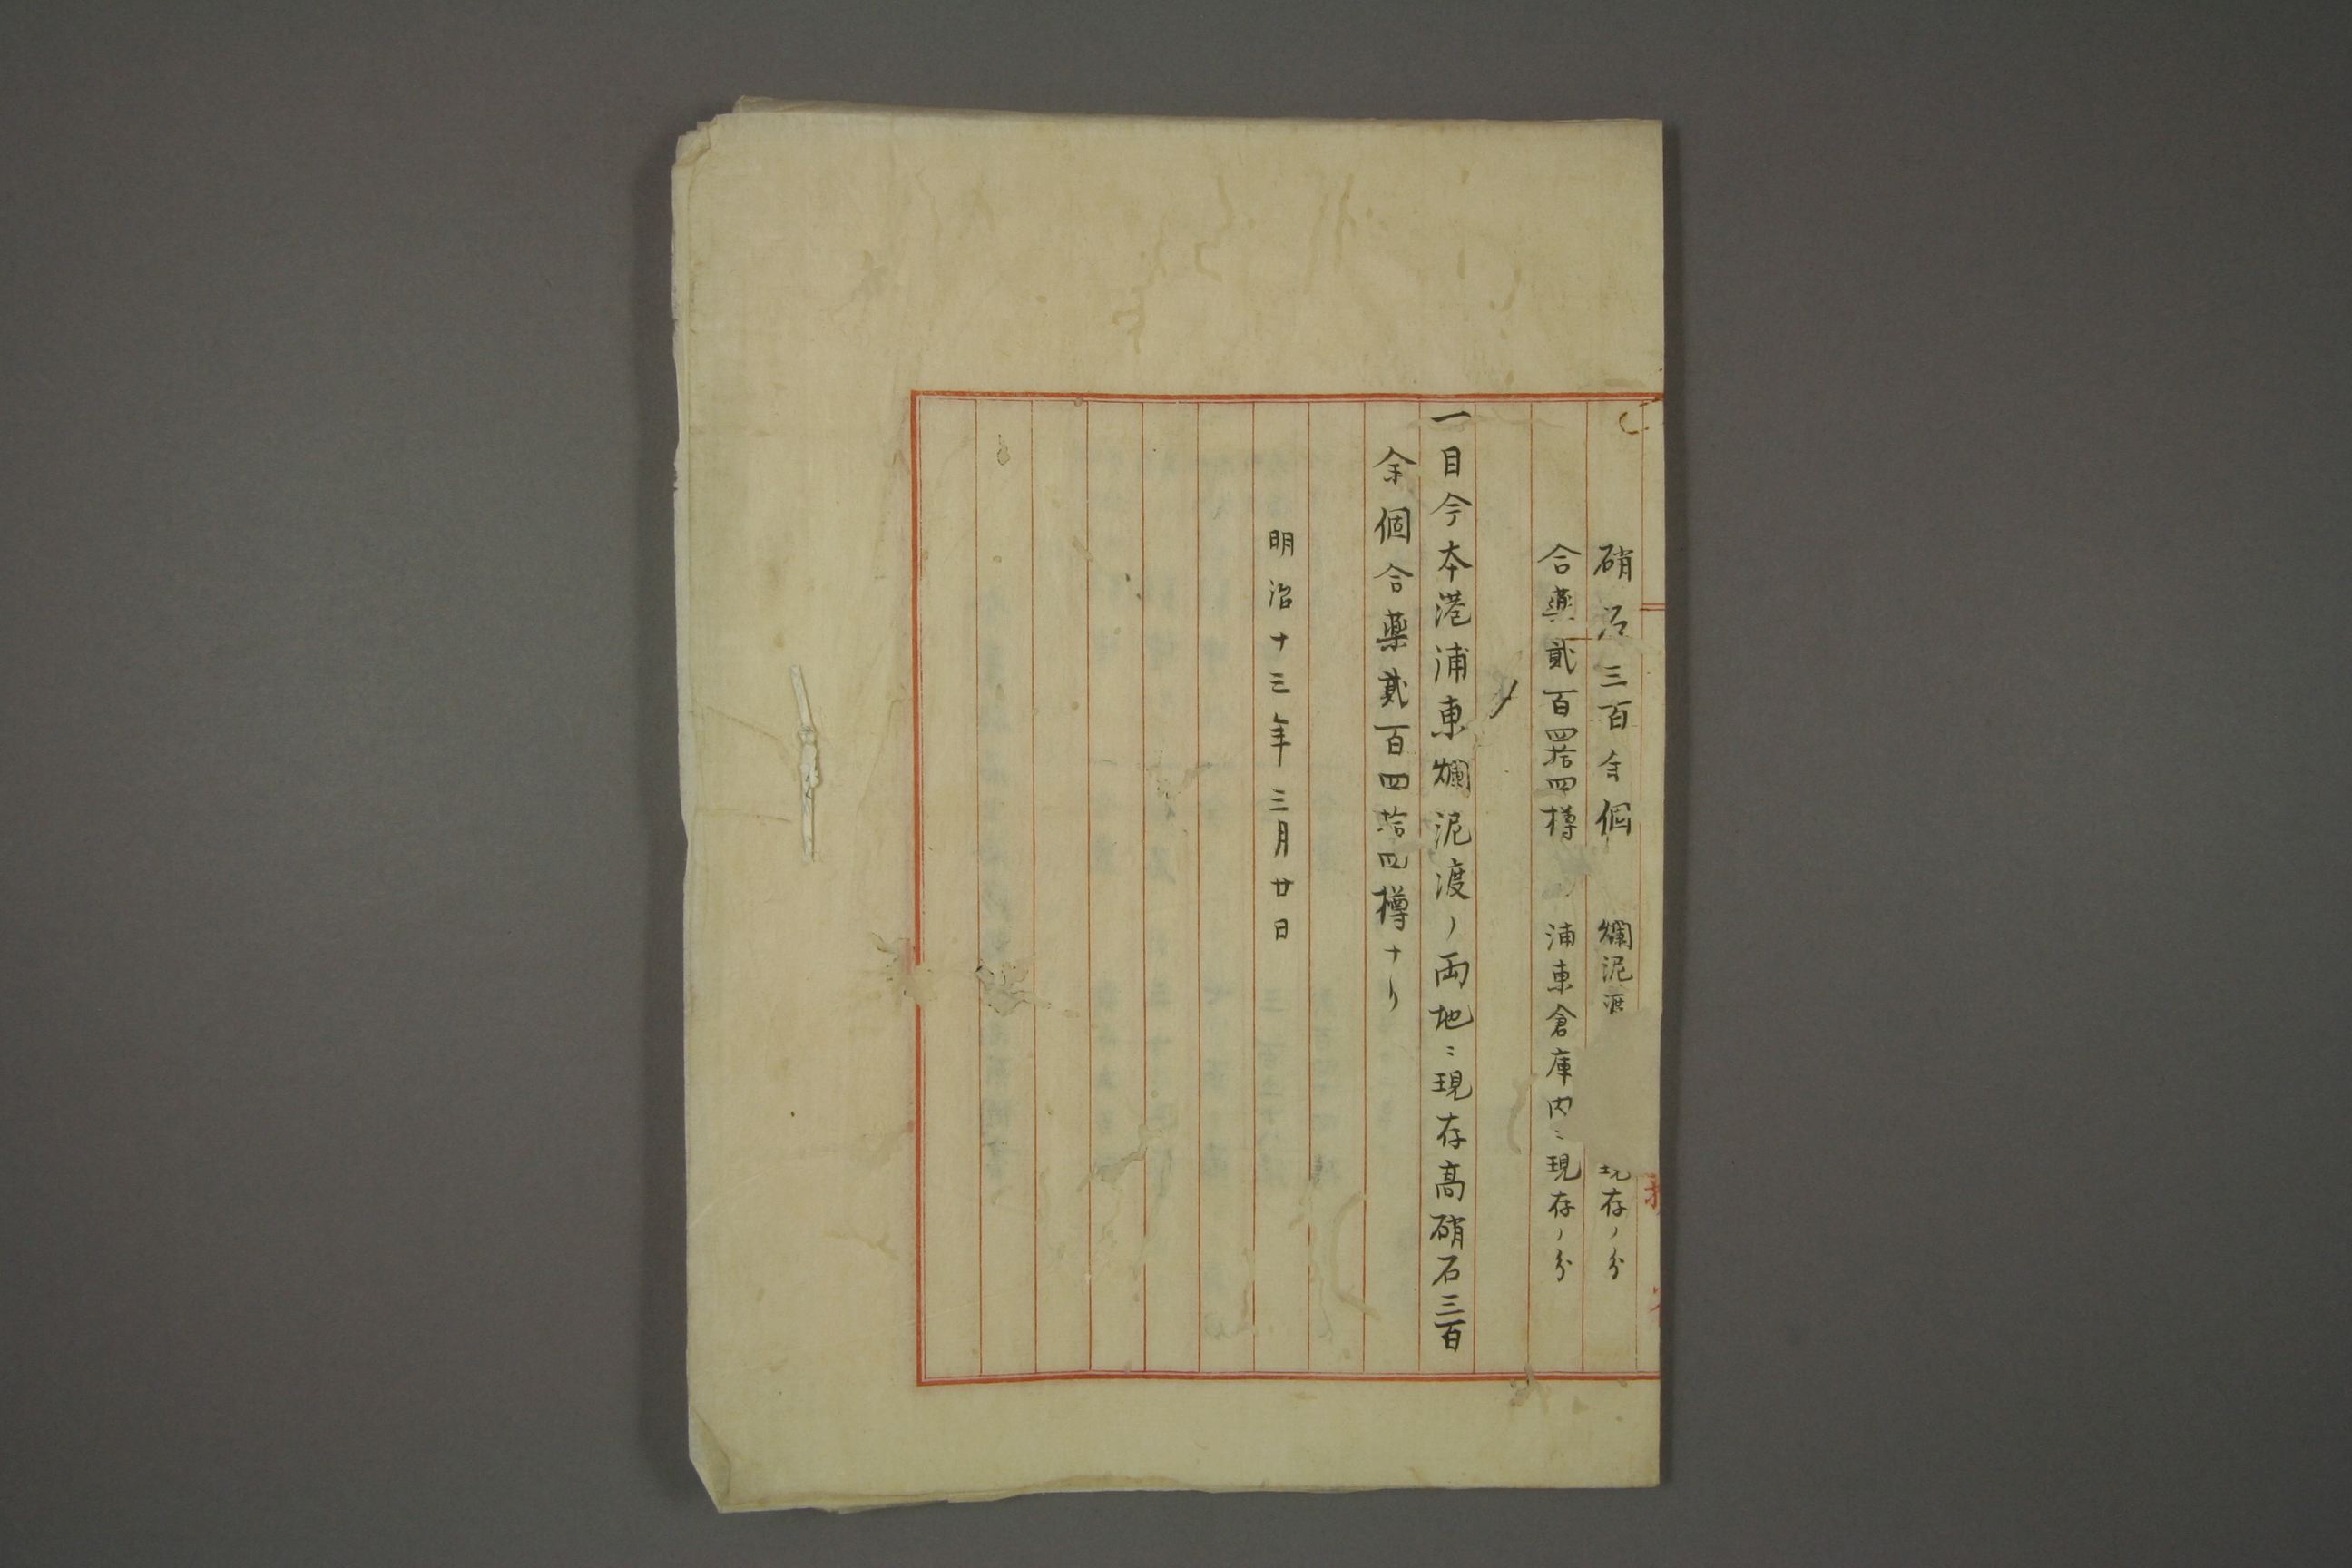 硝石三百余個　爛泥渡　現存ノ分
合薬貳百四拾四樽　浦東倉庫内ニ現存ノ分
一目今本港浦東爛泥渡ノ両地ニ現存高硝石三百
余個合薬貳百四拾四樽ナリ
明治十三年三月廿日